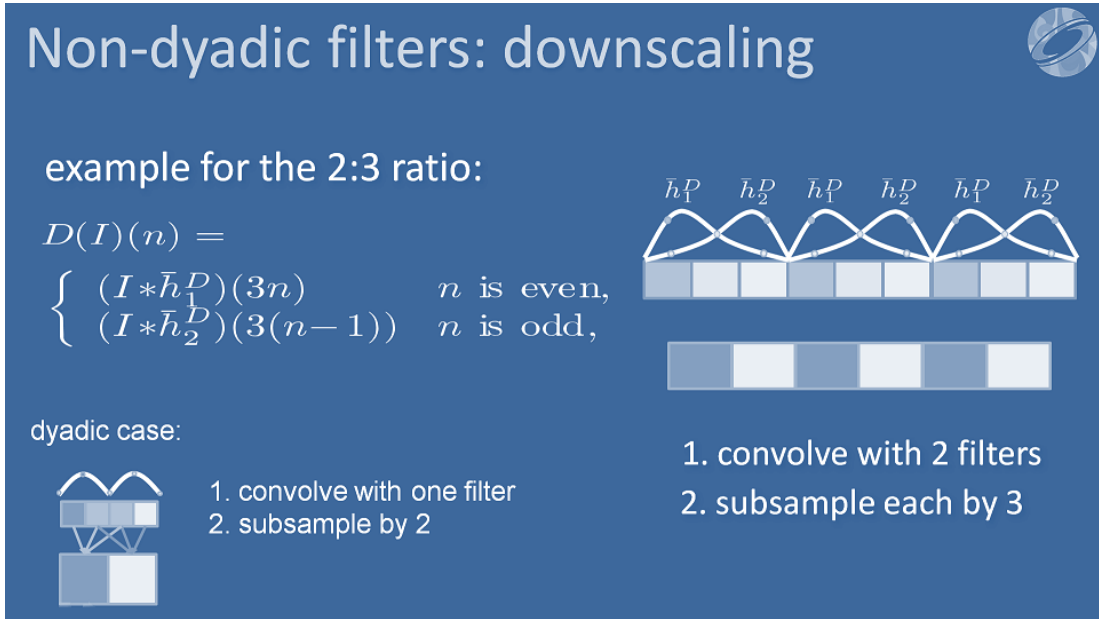 Non-dyadic filters: downscaling
example for the 2:3 ratio:
D(I)(n) =
{ (I∗h̄₁ᴰ)(3n) n is even,
(I∗h̄₂ᴰ)(3(n−1)) n is odd,
h̄₁ᴰ h̄₂ᴰ h̄₁ᴰ h̄₂ᴰ h̄₁ᴰ h̄₂ᴰ
1. convolve with 2 filters
2. subsample each by 3
dyadic case:
1. convolve with one filter
2. subsample by 2